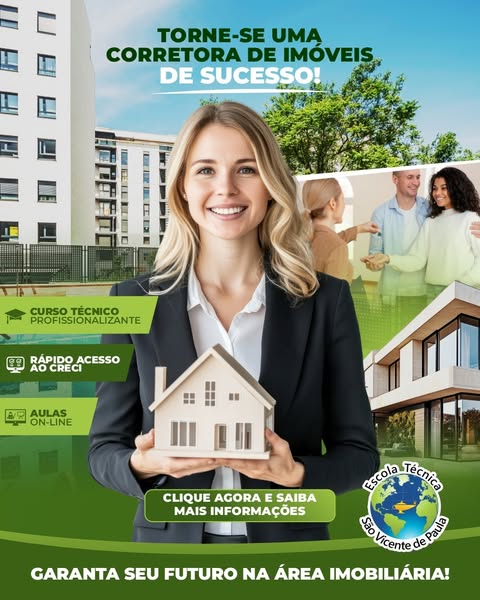 TORNE-SE UMA
CORRETORA DE IMÓVEIS
DE SUCESSO!
CURSO TÉCNICO
PROFISSIONALIZANTE
RÁPIDO ACESSO
AO CRECI
AULAS
ON-LINE
CLIQUE AGORA E SAIBA
MAIS INFORMAÇÕES
Escola Técnica
São Vicente de Paula
GARANTA SEU FUTURO NA ÁREA IMOBILIÁRIA!